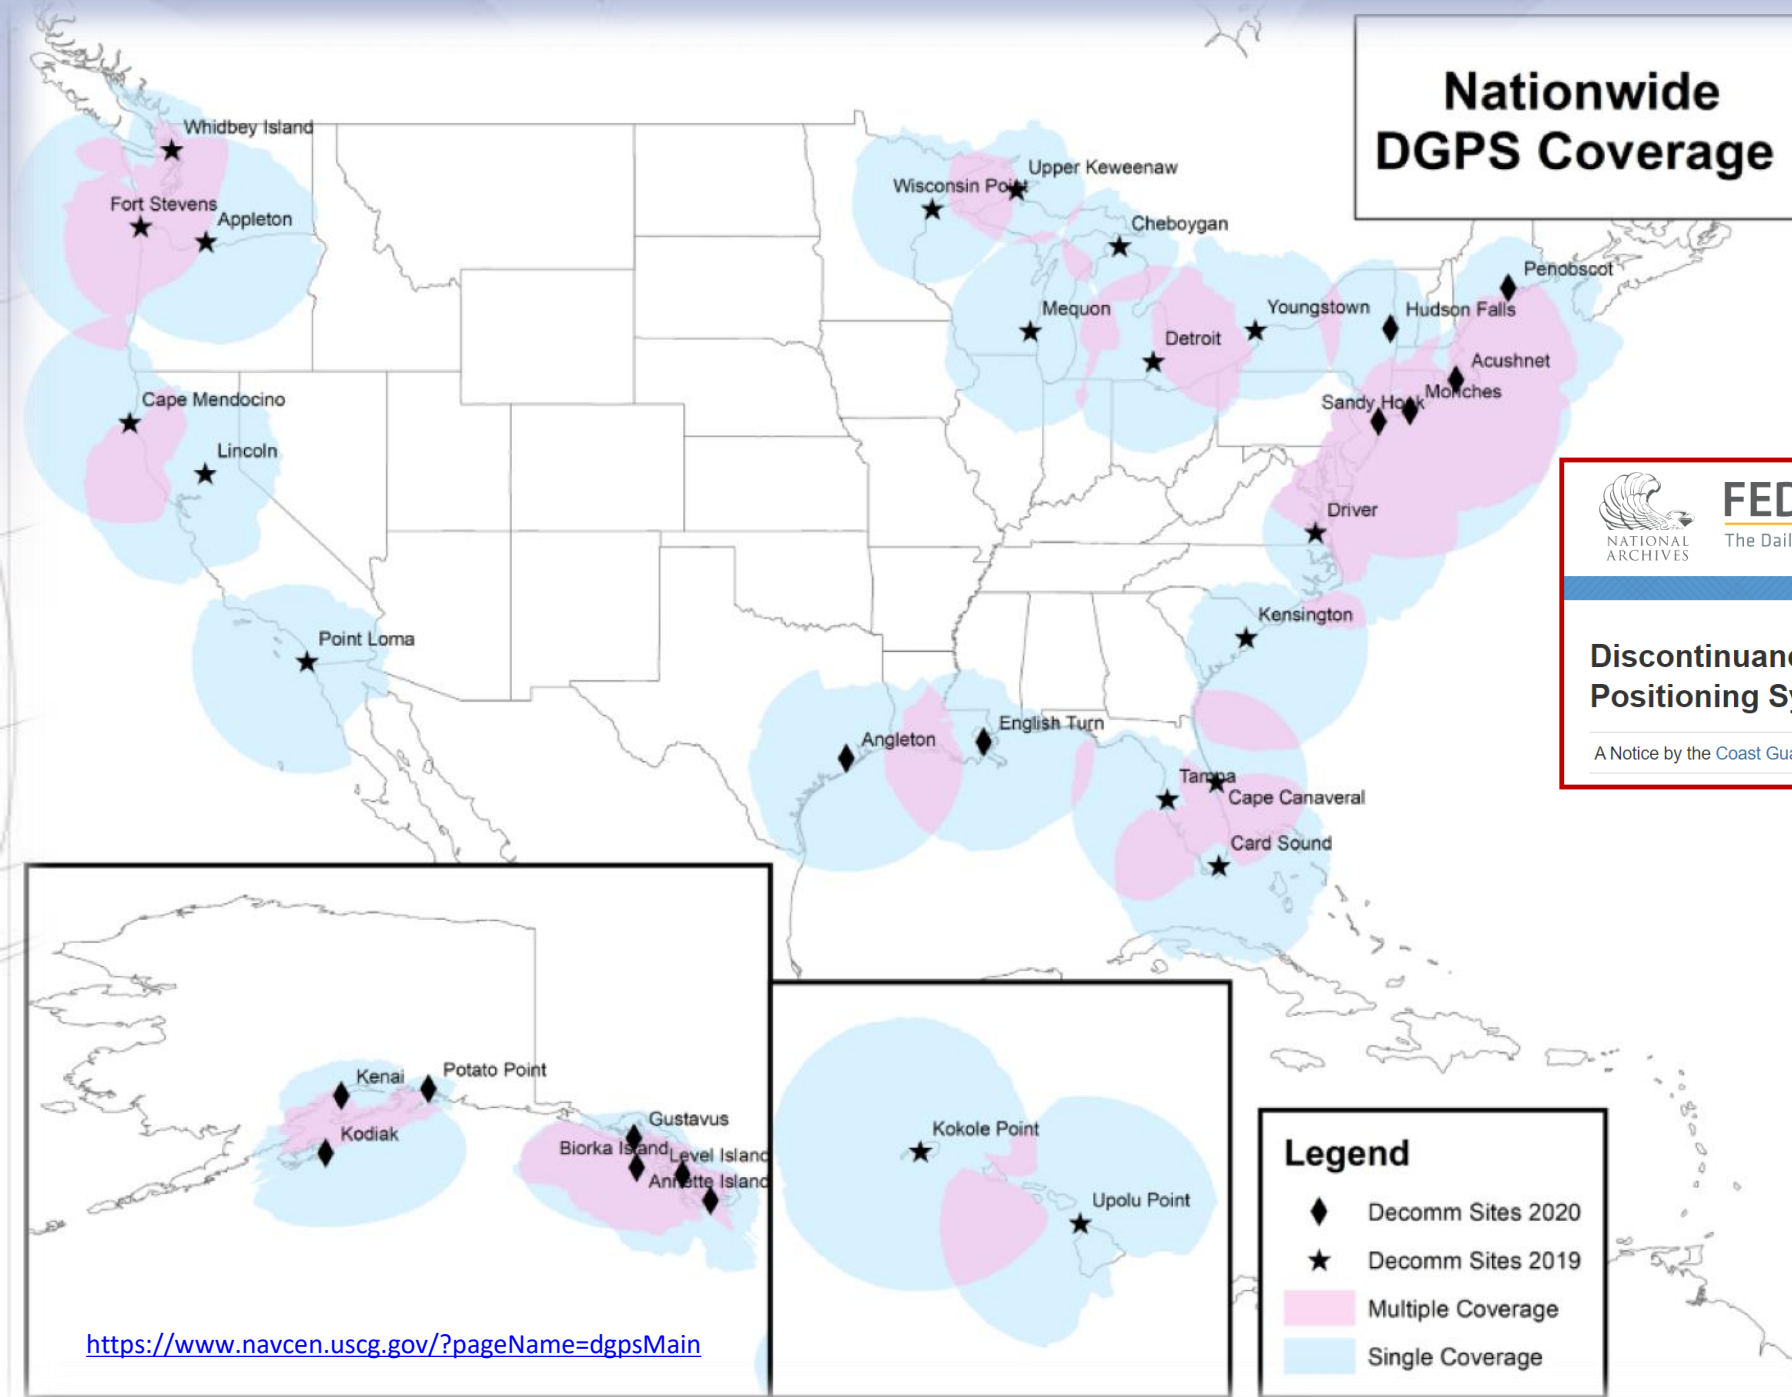 Nationwide
DGPS Coverage
Whidbey Island
Fort Stevens
Appleton
Cape Mendocino
Lincoln
Point Loma
Wisconsin Point
Upper Keweenaw
Cheboygan
Mequon
Detroit
Youngstown
Hudson Falls
Penobscot
Acushnet
Moriches
Sandy Hook
Driver
Kensington
Angleton
English Turn
Tampa
Cape Canaveral
Card Sound
NATIONAL
ARCHIVES
FED
The Dail
Discontinuanc
Positioning Sy
A Notice by the Coast Gua
Kenai
Potato Point
Kodiak
Gustavus
Biorka Island
Level Island
Annette Island
Kokole Point
Upolu Point
Legend
Decomm Sites 2020
Decomm Sites 2019
Multiple Coverage
Single Coverage
https://www.navcen.uscg.gov/?pageName=dgpsMain